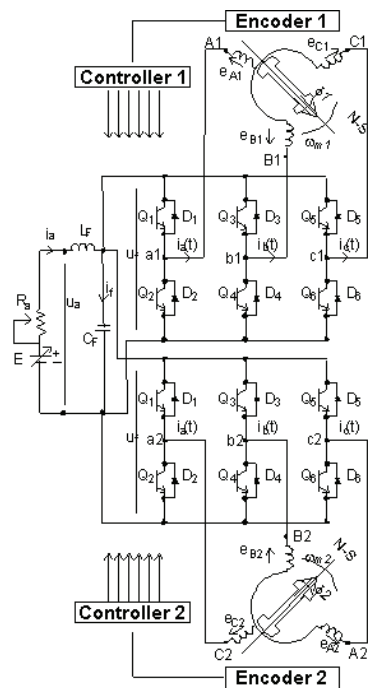 Encoder 1
A1
C1
Controller 1
eA1
eC1
Φ1
N-S
eB1
ωm1
B1
ia
LF
uf
Q1 D1
Q3 D3
Q5 D5
a1
ia(t)
b1
ib(t)
c1
ic(t)
Ra
ua
if
Q2 D2
Q4 D4
Q6 D6
E
+
-
CF
Q1 D1
Q3 D3
Q5 D5
uf
a2
ia(t)
b2
ib(t)
c2
ic(t)
Q2 D2
Q4 D4
Q6 D6
B2
N-S
eB2
ωm2
Φ2
eC2
eA2
Controller 2
C2
A2
Encoder 2